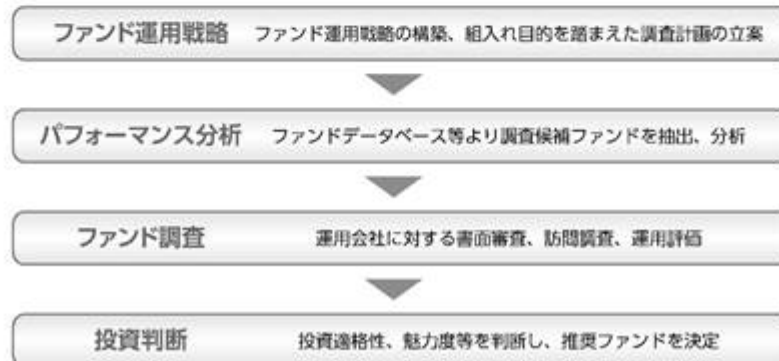 ファンド運用戦略 ファンド運用戦略の構築、組入れ目的を踏まえた調査計画の立案
パフォーマンス分析 ファンドデータベース等より調査候補ファンドを抽出、分析
ファンド調査 運用会社に対する書面審査、訪問調査、運用評価
投資判断 投資適格性、魅力度等を判断し、推奨ファンドを決定